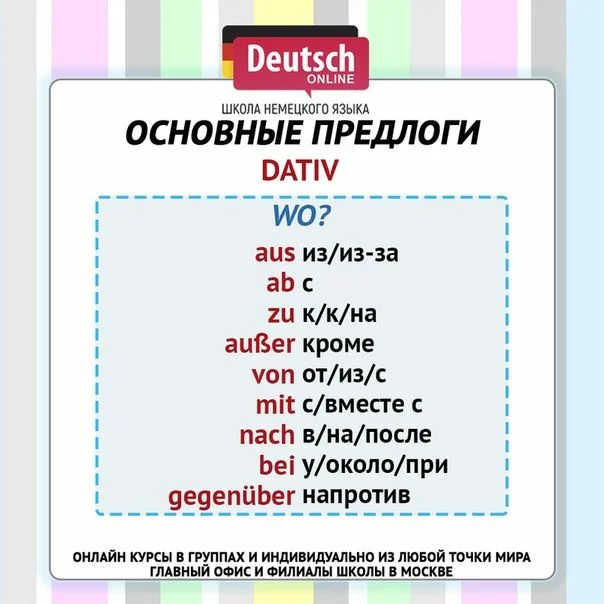 Deutsch
ONLINE
ШКОЛА НЕМЕЦКОГО ЯЗЫКА
ОСНОВНЫЕ ПРЕДЛОГИ
DATIV
WO?
aus из/из-за
ab с
zu к/к/на
außer кроме
von от/из/с
mit с/вместе с
nach в/на/после
bei у/около/при
gegenüber напротив
ОНЛАЙН КУРСЫ В ГРУППАХ И ИНДИВИДУАЛЬНО ИЗ ЛЮБОЙ ТОЧКИ МИРА
ГЛАВНЫЙ ОФИС И ФИЛИАЛЫ ШКОЛЫ В МОСКВЕ